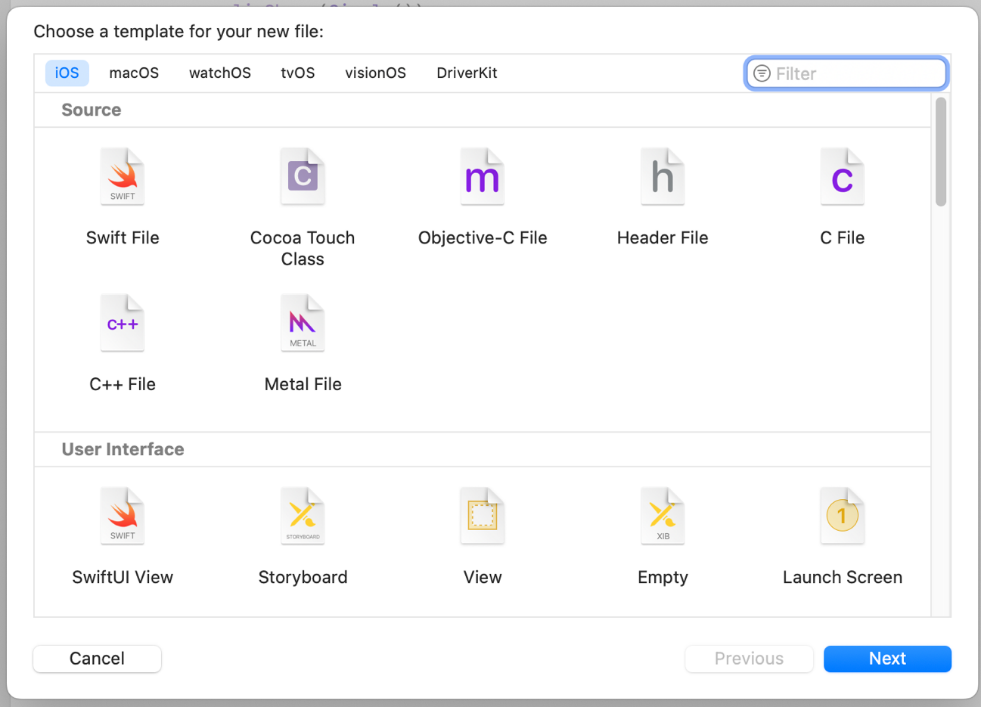 Choose a template for your new file:
iOS macOS watchOS tvOS visionOS DriverKit Filter
Source
SWIFT C m h c
Swift File Cocoa Touch Class Objective-C File Header File C File
C++ METAL
C++ File Metal File
User Interface
SWIFT STORYBOARD XIB 1
SwiftUI View Storyboard View Empty Launch Screen
Cancel Previous Next